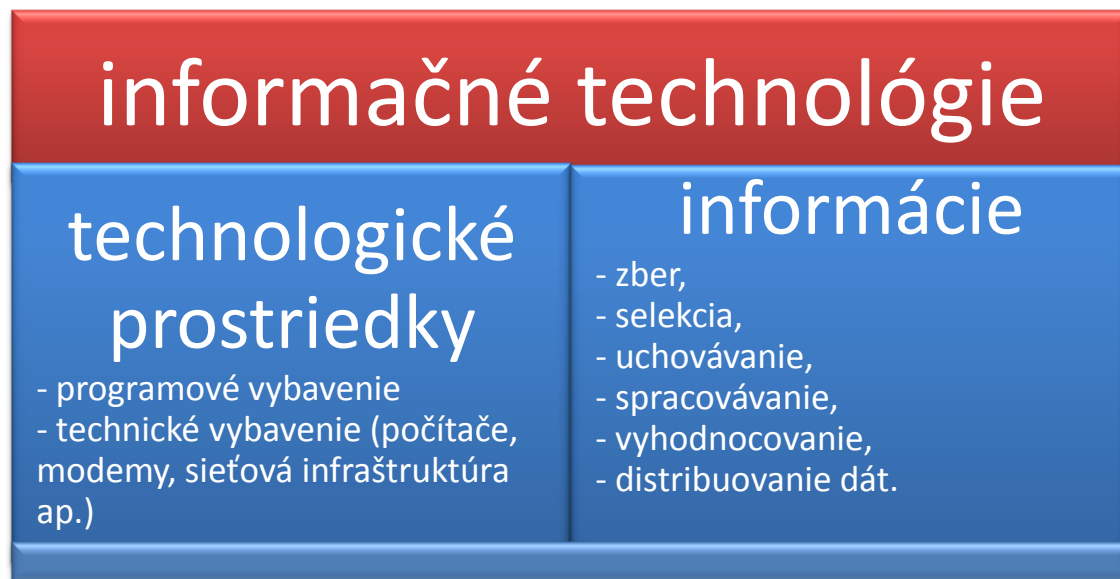 informačné technológie
technologické
prostriedky
- programové vybavenie
- technické vybavenie (počítače,
modemy, sieťová infraštruktúra
ap.)
informácie
- zber,
- selekcia,
- uchovávanie,
- spracovávanie,
- vyhodnocovanie,
- distribuovanie dát.